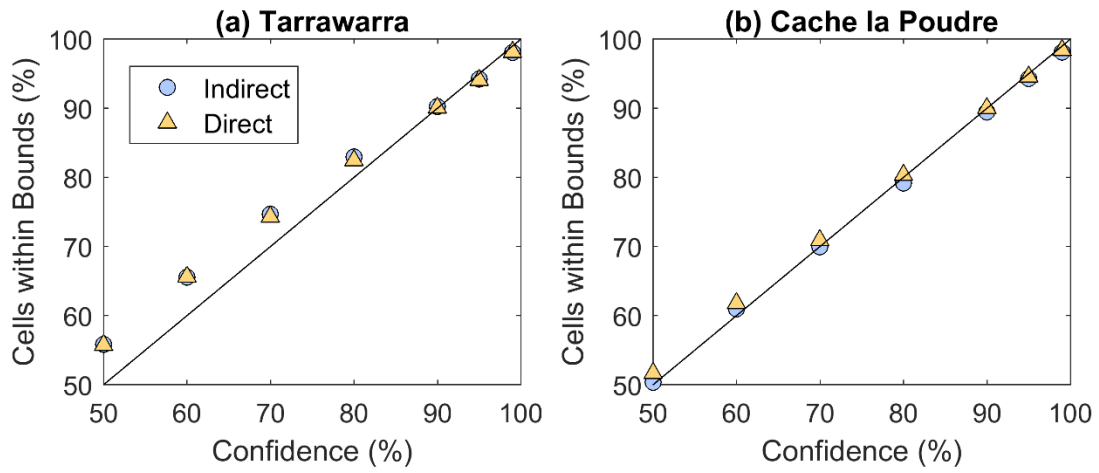 (a) Tarrawarra
Cells within Bounds (%)
100
90
80
70
60
50
Indirect
Direct
50 60 70 80 90 100
Confidence (%)
(b) Cache la Poudre
Cells within Bounds (%)
100
90
80
70
60
50
50 60 70 80 90 100
Confidence (%)